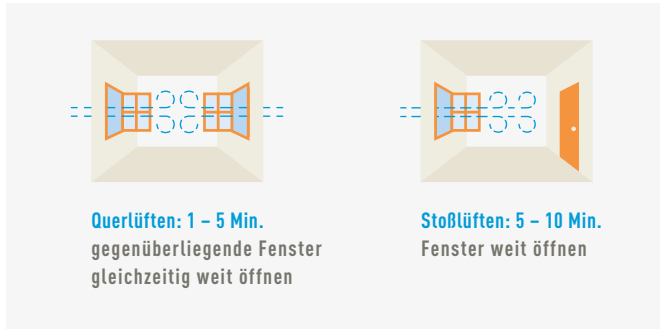 Querlüften: 1 – 5 Min.
gegenüberliegende Fenster
gleichzeitig weit öffnen
Stoßlüften: 5 – 10 Min.
Fenster weit öffnen